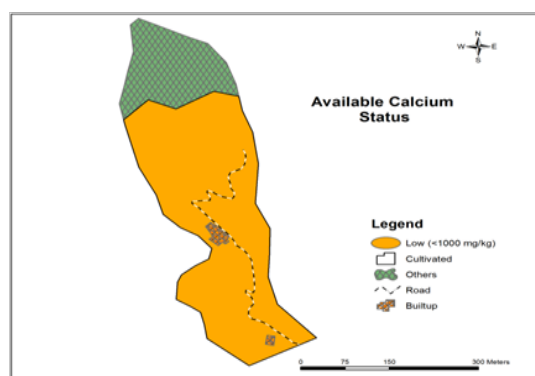 N
W E
S
Available Calcium
Status
Legend
Low (<1000 mg/kg)
Cultivated
Others
Road
Builtup
0 75 150 300 Meters